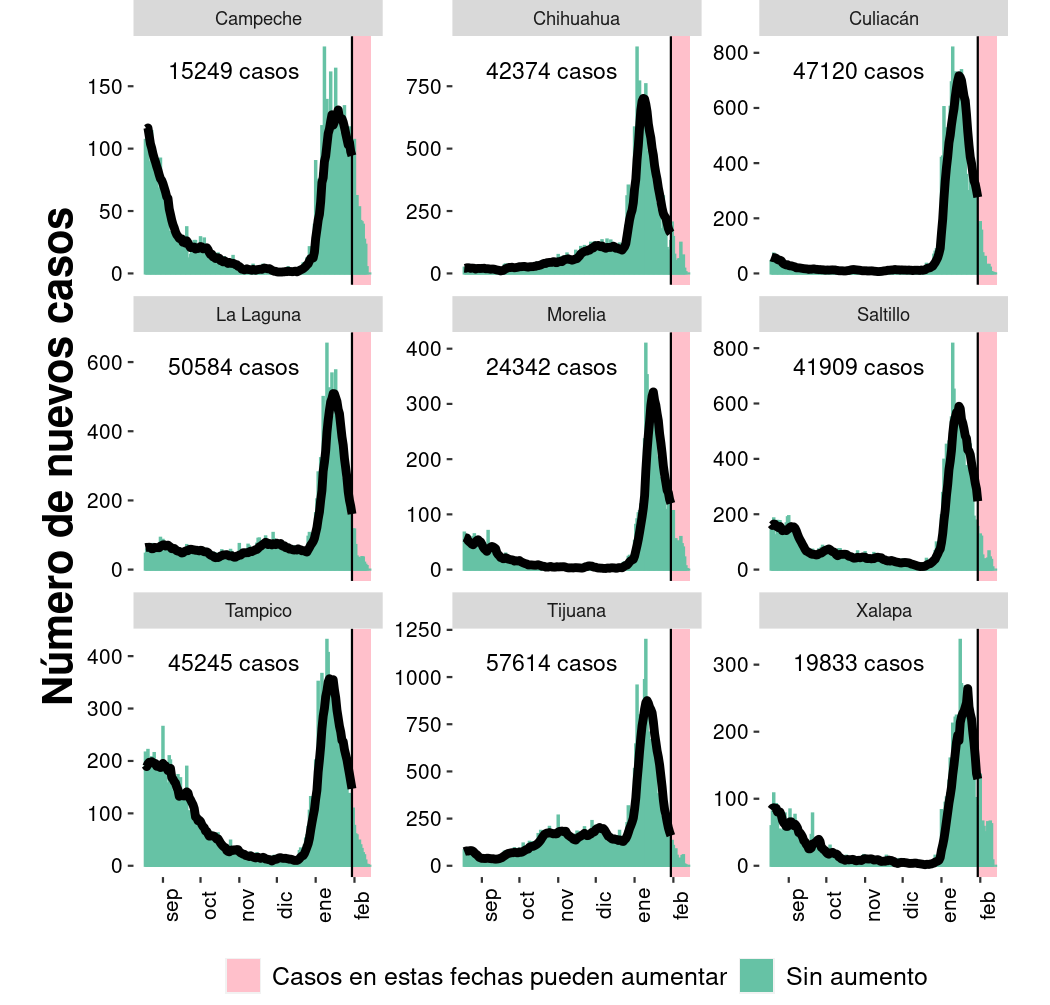 Número de nuevos casos
Campeche
Chihuahua
Culiacán
15249 casos
42374 casos
47120 casos
150
100
50
0
750
500
250
0
800
600
400
200
0
La Laguna
Morelia
Saltillo
50584 casos
24342 casos
41909 casos
600
400
200
0
400
300
200
100
0
800
600
400
200
0
Tampico
Tijuana
Xalapa
45245 casos
57614 casos
19833 casos
400
300
200
100
0
1250
1000
750
500
250
0
300
200
100
0
sep oct nov dic ene feb
sep oct nov dic ene feb
sep oct nov dic ene feb
Casos en estas fechas pueden aumentar
Sin aumento